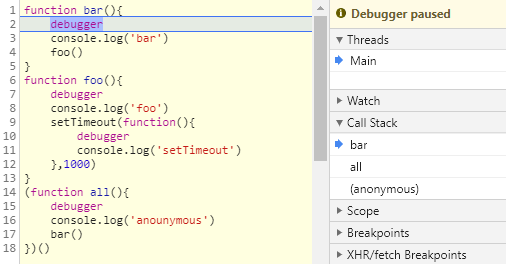 1 function bar(){
2 debugger
3 console.log('bar')
4 foo()
5 }
6 function foo(){
7 debugger
8 console.log('foo')
9 setTimeout(function(){
10 debugger
11 console.log('setTimeout')
12 },1000)
13 }
14 (function all(){
15 debugger
16 console.log('anounymous')
17 bar()
18 })()
Debugger paused
Threads
Main
Watch
Call Stack
bar
all
(anonymous)
Scope
Breakpoints
XHR/fetch Breakpoints